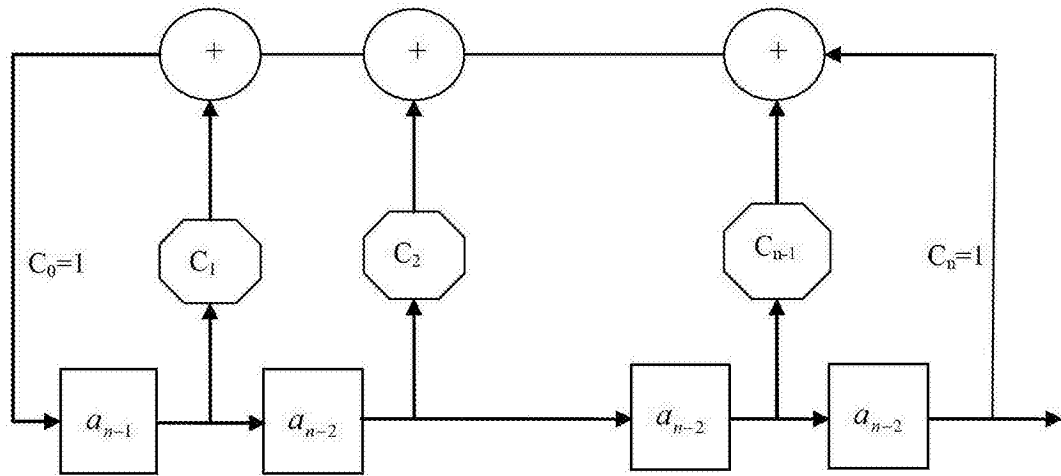 + + +
C₀=1 C₁ C₂ Cₙ₋₁ Cₙ=1
aₙ₋₁ aₙ₋₂ aₙ₋₂ aₙ₋₂